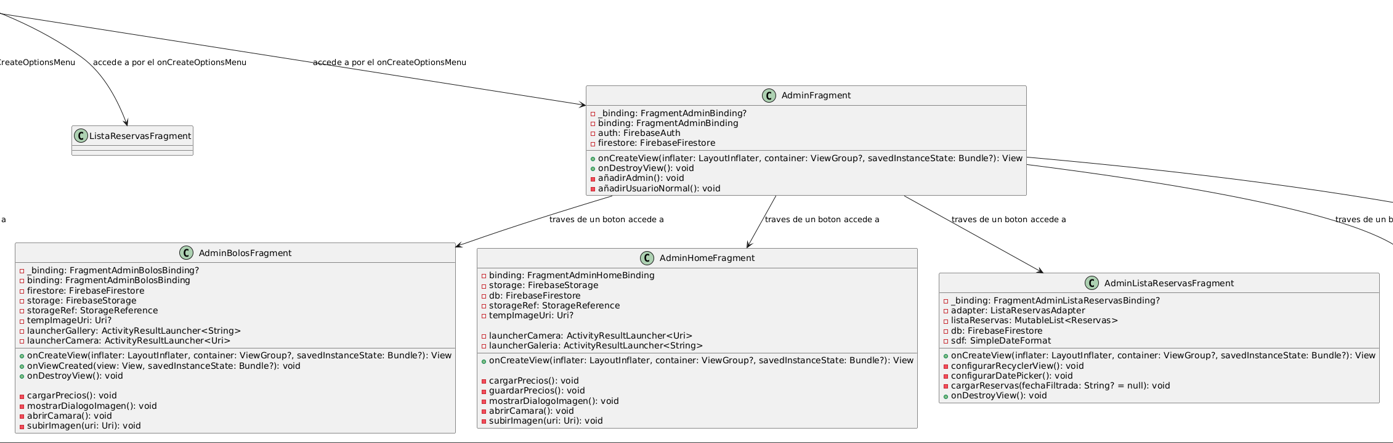 CreateOptionsMenu
accede a por el onCreateOptionsMenu
accede a por el onCreateOptionsMenu
C AdminFragment
_binding: FragmentAdminBinding?
binding: FragmentAdminBinding
auth: FirebaseAuth
firestore: FirebaseFirestore
onCreateView(inflater: LayoutInflater, container: ViewGroup?, savedInstanceState: Bundle?): View
onDestroyView(): void
añadirAdmin(): void
añadirUsuarioNormal(): void
C ListaReservasFragment
a
traves de un boton accede a
traves de un boton accede a
traves de un boton accede a
traves de un b
C AdminBolosFragment
_binding: FragmentAdminBolosBinding?
binding: FragmentAdminBolosBinding
firestore: FirebaseFirestore
storage: FirebaseStorage
storageRef: StorageReference
tempImageUri: Uri?
launcherGallery: ActivityResultLauncher<String>
launcherCamera: ActivityResultLauncher<Uri>
onCreateView(inflater: LayoutInflater, container: ViewGroup?, savedInstanceState: Bundle?): View
onViewCreated(view: View, savedInstanceState: Bundle?): void
onDestroyView(): void
cargarPrecios(): void
mostrarDialogoImagen(): void
abrirCamara(): void
subirImagen(uri: Uri): void
C AdminHomeFragment
binding: FragmentAdminHomeBinding
storage: FirebaseStorage
db: FirebaseFirestore
storageRef: StorageReference
tempImageUri: Uri?
launcherCamera: ActivityResultLauncher<Uri>
launcherGaleria: ActivityResultLauncher<String>
onCreateView(inflater: LayoutInflater, container: ViewGroup?, savedInstanceState: Bundle?): View
cargarPrecios(): void
guardarPrecios(): void
mostrarDialogoImagen(): void
abrirCamara(): void
subirImagen(uri: Uri): void
C AdminListaReservasFragment
_binding: FragmentAdminListaReservasBinding?
adapter: ListaReservasAdapter
listaReservas: MutableList<Reservas>
db: FirebaseFirestore
sdf: SimpleDateFormat
onCreateView(inflater: LayoutInflater, container: ViewGroup?, savedInstanceState: Bundle?): View
configurarRecyclerView(): void
configurarDatePicker(): void
cargarReservas(fechaFiltrada: String? = null): void
onDestroyView(): void